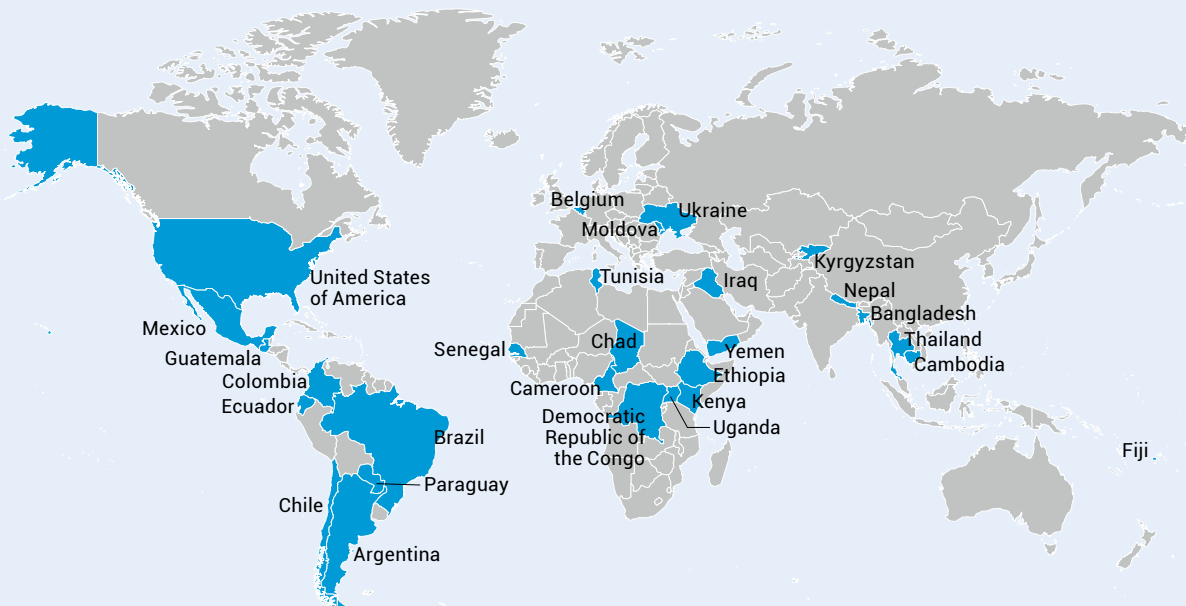 Belgium
Ukraine
Moldova
Kyrgyzstan
United States
of America
Tunisia
Iraq
Nepal
Bangladesh
Mexico
Thailand
Senegal
Chad
Yemen
Guatemala
Cambodia
Ethiopia
Colombia
Cameroon
Kenya
Ecuador
Democratic
Republic of
the Congo
Uganda
Brazil
Fiji
Paraguay
Chile
Argentina